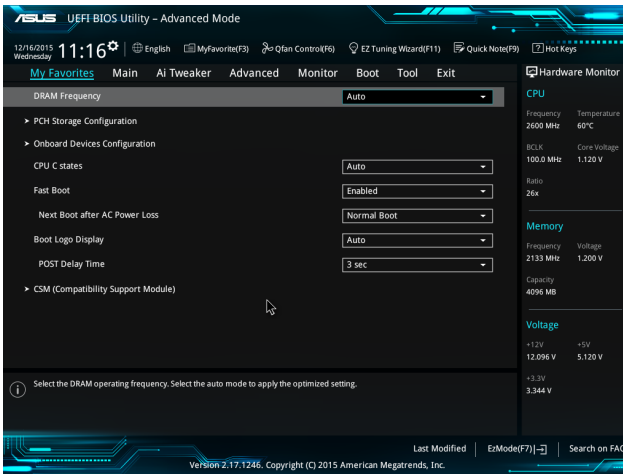 ASUS UEFI BIOS Utility – Advanced Mode
12/16/2015 Wednesday 11:16 English MyFavorite(F3) Qfan Control(F6) EZ Tuning Wizard(F11) Quick Note(F9) ? Hot Keys
My Favorites Main Ai Tweaker Advanced Monitor Boot Tool Exit
Hardware Monitor
DRAM Frequency Auto
> PCH Storage Configuration
> Onboard Devices Configuration
CPU C states Auto
Fast Boot Enabled
Next Boot after AC Power Loss Normal Boot
Boot Logo Display Auto
POST Delay Time 3 sec
> CSM (Compatibility Support Module)
CPU
Frequency Temperature
2600 MHz 60°C
BCLK Core Voltage
100.0 MHz 1.120 V
Ratio
26x
Memory
Frequency Voltage
2133 MHz 1.200 V
Capacity
4096 MB
Voltage
+12V +5V
12.096 V 5.120 V
+3.3V
3.344 V
Select the DRAM operating frequency. Select the auto mode to apply the optimized setting.
Last Modified EzMode(F7) Search on FAQ
Version 2.17.1246. Copyright (C) 2015 American Megatrends, Inc.